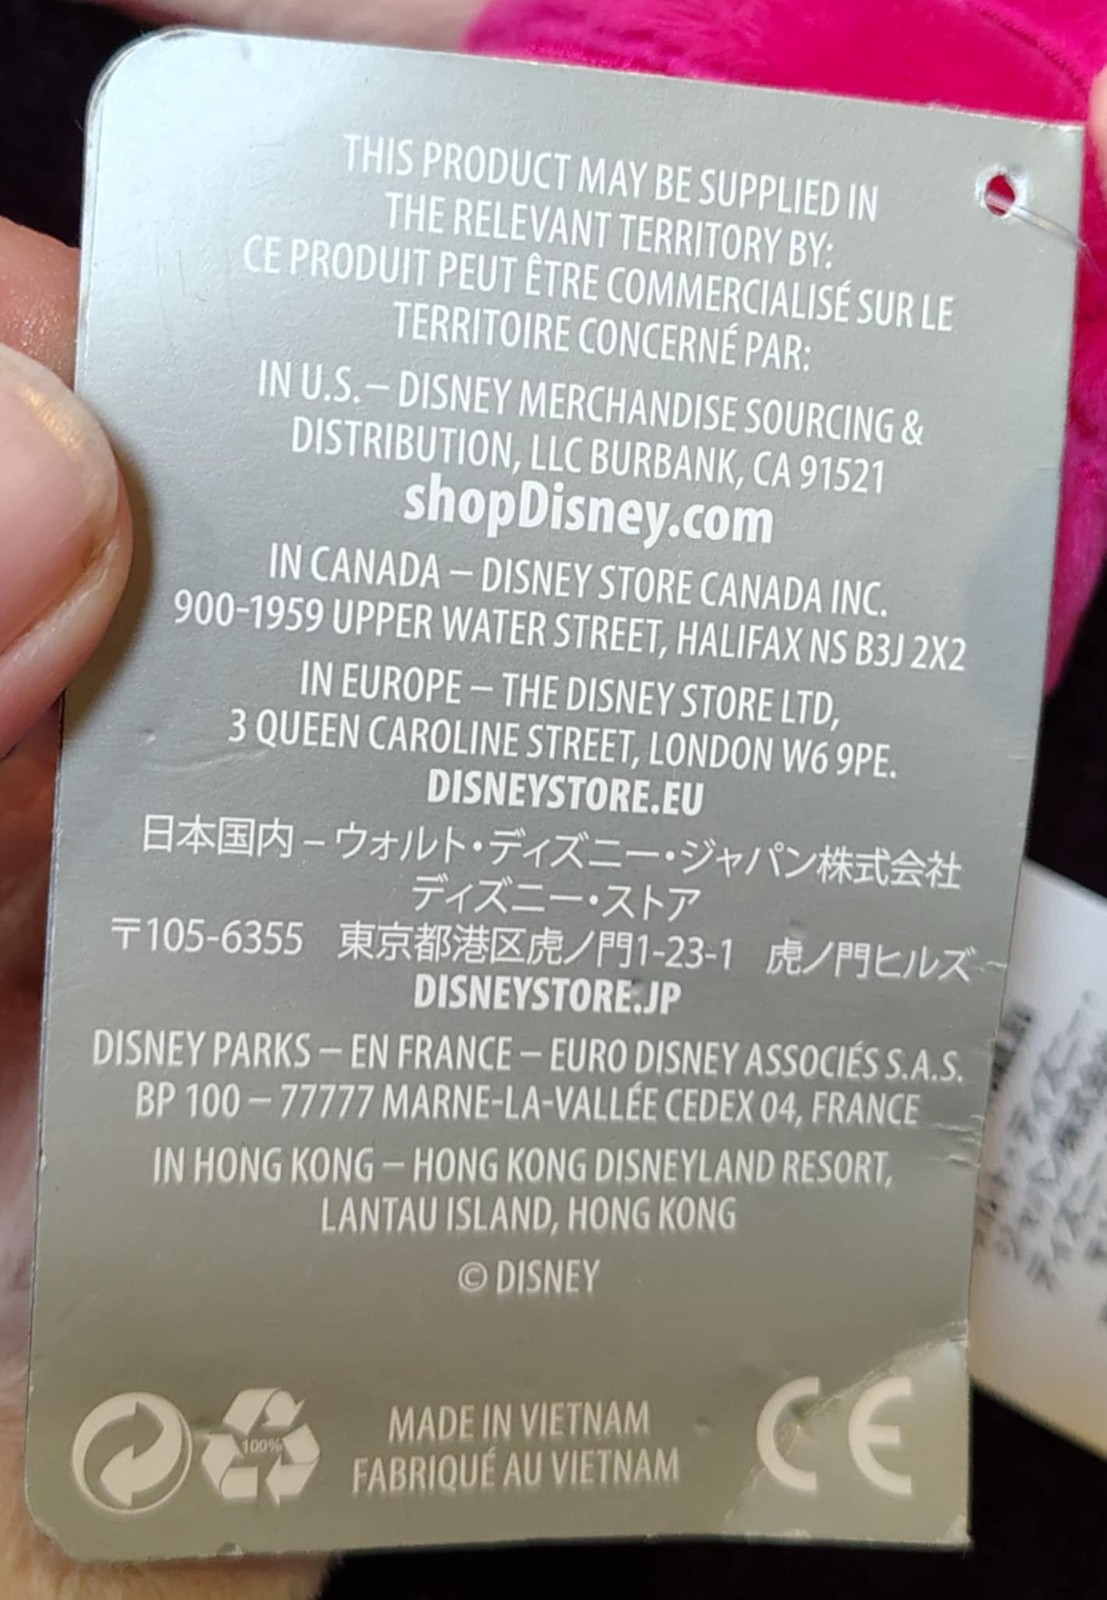 THIS PRODUCT MAY BE SUPPLIED IN
THE RELEVANT TERRITORY BY:
CE PRODUIT PEUT ÊTRE COMMERCIALISÉ SUR LE
TERRITOIRE CONCERNÉ PAR:
IN U.S. – DISNEY MERCHANDISE SOURCING &
DISTRIBUTION, LLC BURBANK, CA 91521
shopDisney.com
IN CANADA – DISNEY STORE CANADA INC.
900-1959 UPPER WATER STREET, HALIFAX NS B3J 2X2
IN EUROPE – THE DISNEY STORE LTD,
3 QUEEN CAROLINE STREET, LONDON W6 9PE.
DISNEYSTORE.EU
日本国内 – ウォルト・ディズニー・ジャパン株式会社
ディズニー・ストア
〒105-6355 東京都港区虎ノ門1-23-1 虎ノ門ヒルズ
DISNEYSTORE.JP
DISNEY PARKS – EN FRANCE – EURO DISNEY ASSOCIÉS S.A.S.
BP 100 – 77777 MARNE-LA-VALLÉE CEDEX 04, FRANCE
IN HONG KONG – HONG KONG DISNEYLAND RESORT,
LANTAU ISLAND, HONG KONG
© DISNEY
100%
MADE IN VIETNAM
FABRIQUÉ AU VIETNAM
CE